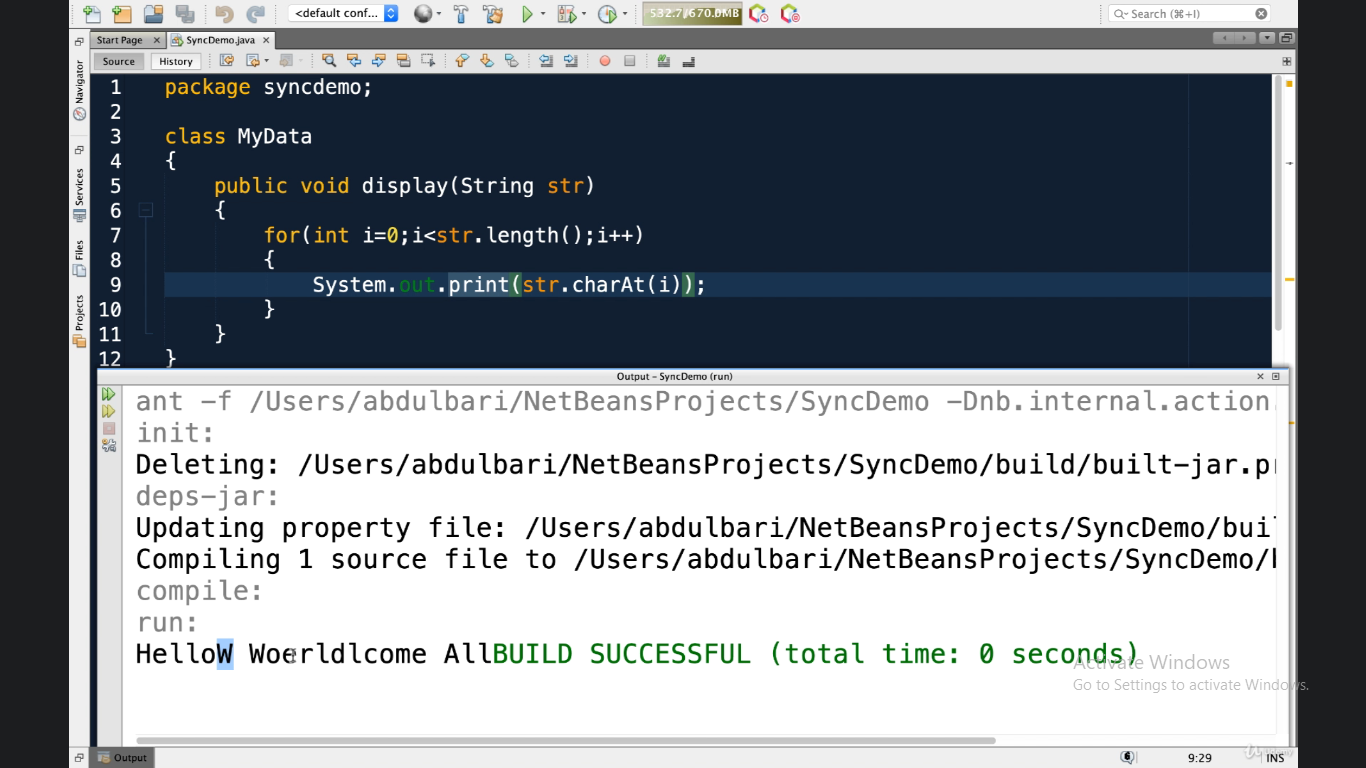 <default conf...
532.7/670.0MB
Search (⌘+I)
Start Page
SyncDemo.java
Source
History
Navigator
Services
Files
Projects
1 package syncdemo;
2
3 class MyData
4 {
5 public void display(String str)
6 {
7 for(int i=0;i<str.length();i++)
8 {
9 System.out.print(str.charAt(i));
10 }
11 }
12 }
Output - SyncDemo (run)
ant -f /Users/abdulbari/NetBeansProjects/SyncDemo -Dnb.internal.action
init:
Deleting: /Users/abdulbari/NetBeansProjects/SyncDemo/build/built-jar.pr
deps-jar:
Updating property file: /Users/abdulbari/NetBeansProjects/SyncDemo/buil
Compiling 1 source file to /Users/abdulbari/NetBeansProjects/SyncDemo/b
compile:
run:
HelloW Woerldlcome AllBUILD SUCCESSFUL (total time: 0 seconds)
Activate Windows
Go to Settings to activate Windows.
Output
6
9:29
INS